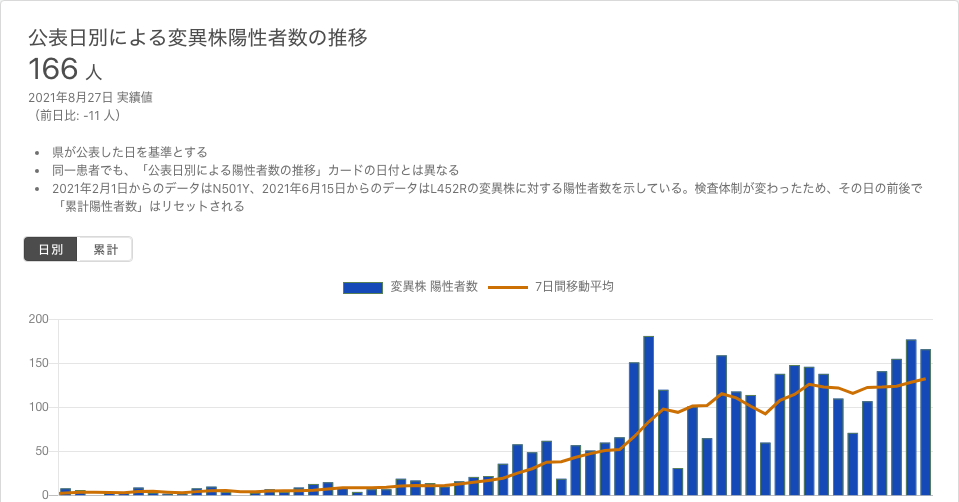 公表日別による変異株陽性者数の推移
166 人
2021年8月27日 実績値
（前日比: -11 人）
• 県が公表した日を基準とする
• 同一患者でも、「公表日別による陽性者数の推移」カードの日付とは異なる
• 2021年2月1日からのデータはN501Y、2021年6月15日からのデータはL452Rの変異株に対する陽性者数を示している。検査体制が変わったため、その日の前後で
「累計陽性者数」はリセットされる
日別 累計
変異株 陽性者数 7日間移動平均
200
150
100
50
0